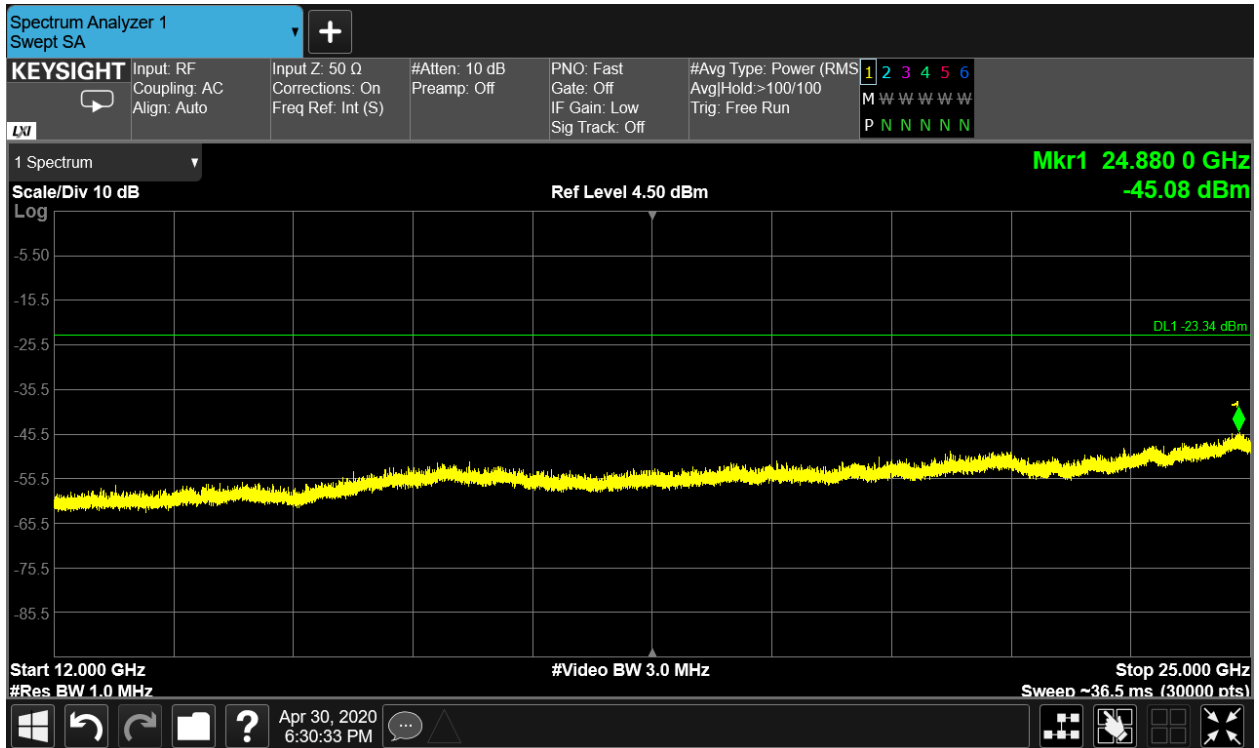 Spectrum Analyzer 1
Swept SA
KEYSIGHT
LXI
Input: RF
Coupling: AC
Align: Auto
Input Z: 50 Ω
Corrections: On
Freq Ref: Int (S)
#Atten: 10 dB
Preamp: Off
PNO: Fast
Gate: Off
IF Gain: Low
Sig Track: Off
#Avg Type: Power (RMS
Avg|Hold:>100/100
Trig: Free Run
1 2 3 4 5 6
M W W W W W
P N N N N N
1 Spectrum
Mkr1 24.880 0 GHz
Scale/Div 10 dB
Ref Level 4.50 dBm
-45.08 dBm
Log
-5.50
-15.5
DL1 -23.34 dBm
-25.5
-35.5
1
-45.5
-55.5
-65.5
-75.5
-85.5
Start 12.000 GHz
#Video BW 3.0 MHz
Stop 25.000 GHz
#Res BW 1.0 MHz
Sweep ~36.5 ms (30000 pts)
?
Apr 30, 2020
6:30:33 PM